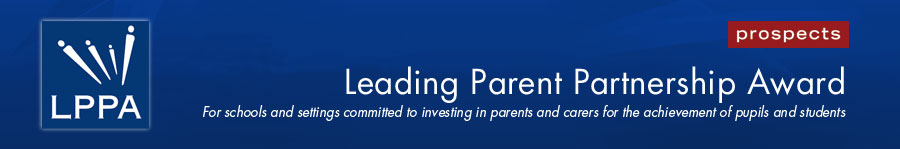 prospects
Leading Parent Partnership Award
LPPA
For schools and settings committed to investing in parents and carers for the achievement of pupils and students